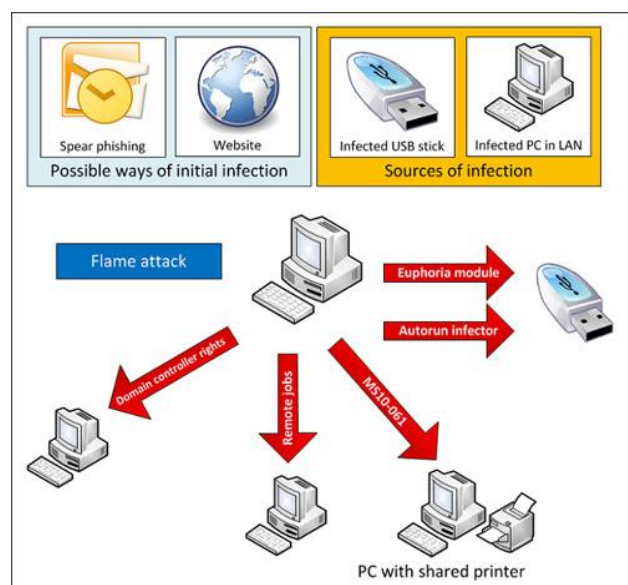 Spear phishing
Website
Possible ways of initial infection
Infected USB stick
Infected PC in LAN
Sources of infection
Flame attack
Euphoria module
Autorun infector
Domain controller rights
Remote jobs
MS10-061
PC with shared printer